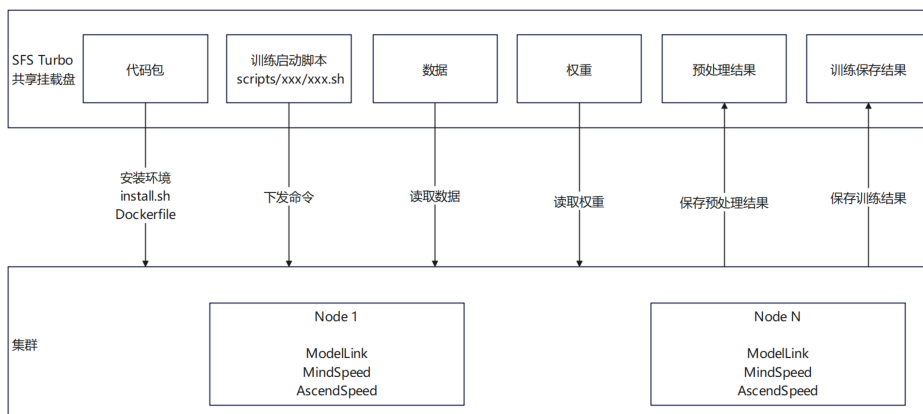 SFS Turbo
共享挂载盘
代码包
训练启动脚本
scripts/xxx/xxx.sh
数据
权重
预处理结果
训练保存结果
安装环境
install.sh
Dockerfile
下发命令
读取数据
读取权重
保存预处理结果
保存训练结果
集群
Node 1
ModelLink
MindSpeed
AscendSpeed
Node N
ModelLink
MindSpeed
AscendSpeed